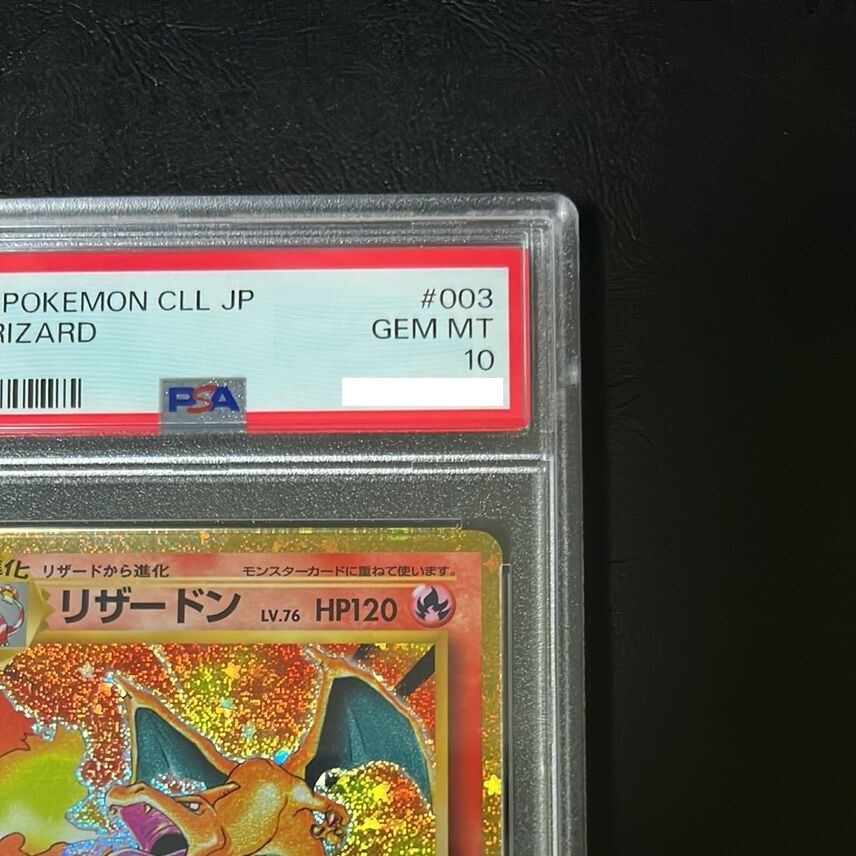 POKEMON CLL JP #003
RIZARD GEM MT
10
PSA
進化 リザードから進化 モンスターカードに重ねて使います。
リザードン LV.76 HP120